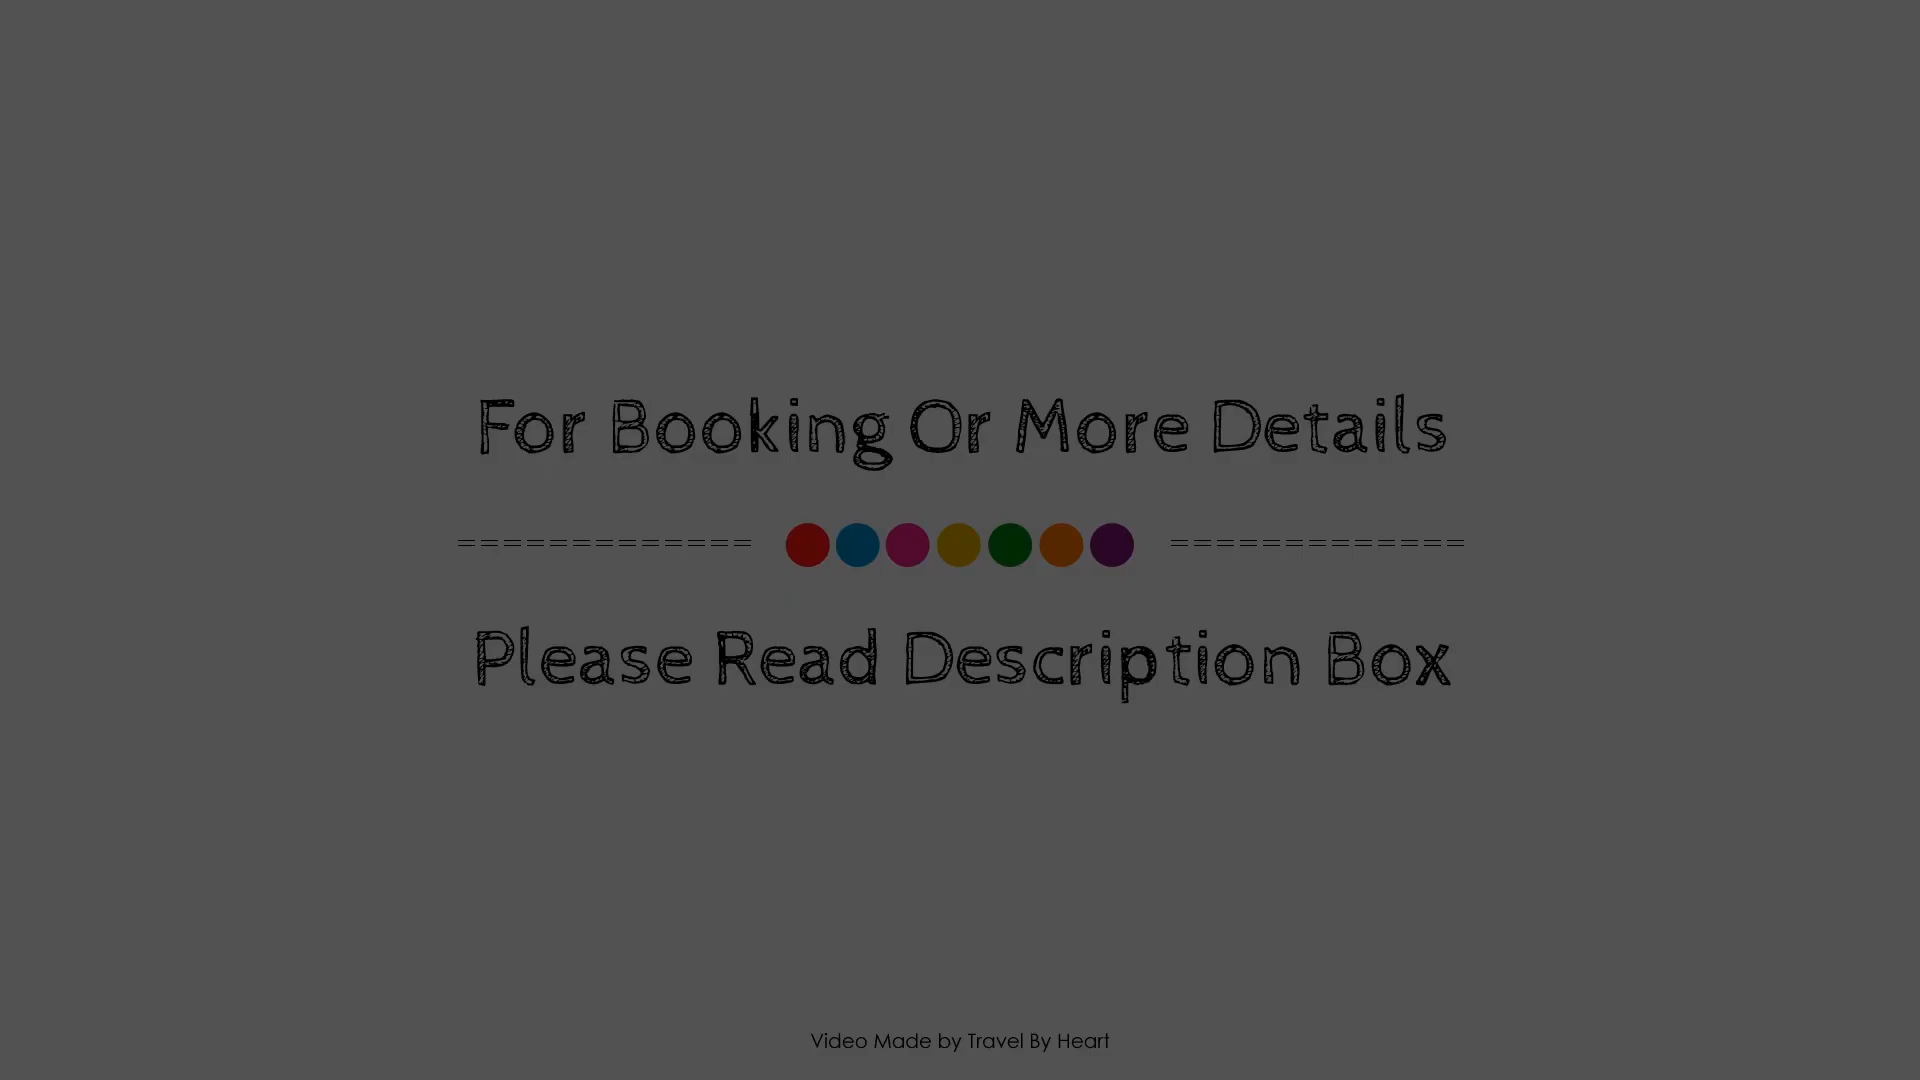 For Booking Or More Details
============= =============
Please Read Description Box
Video Made by Travel By Heart